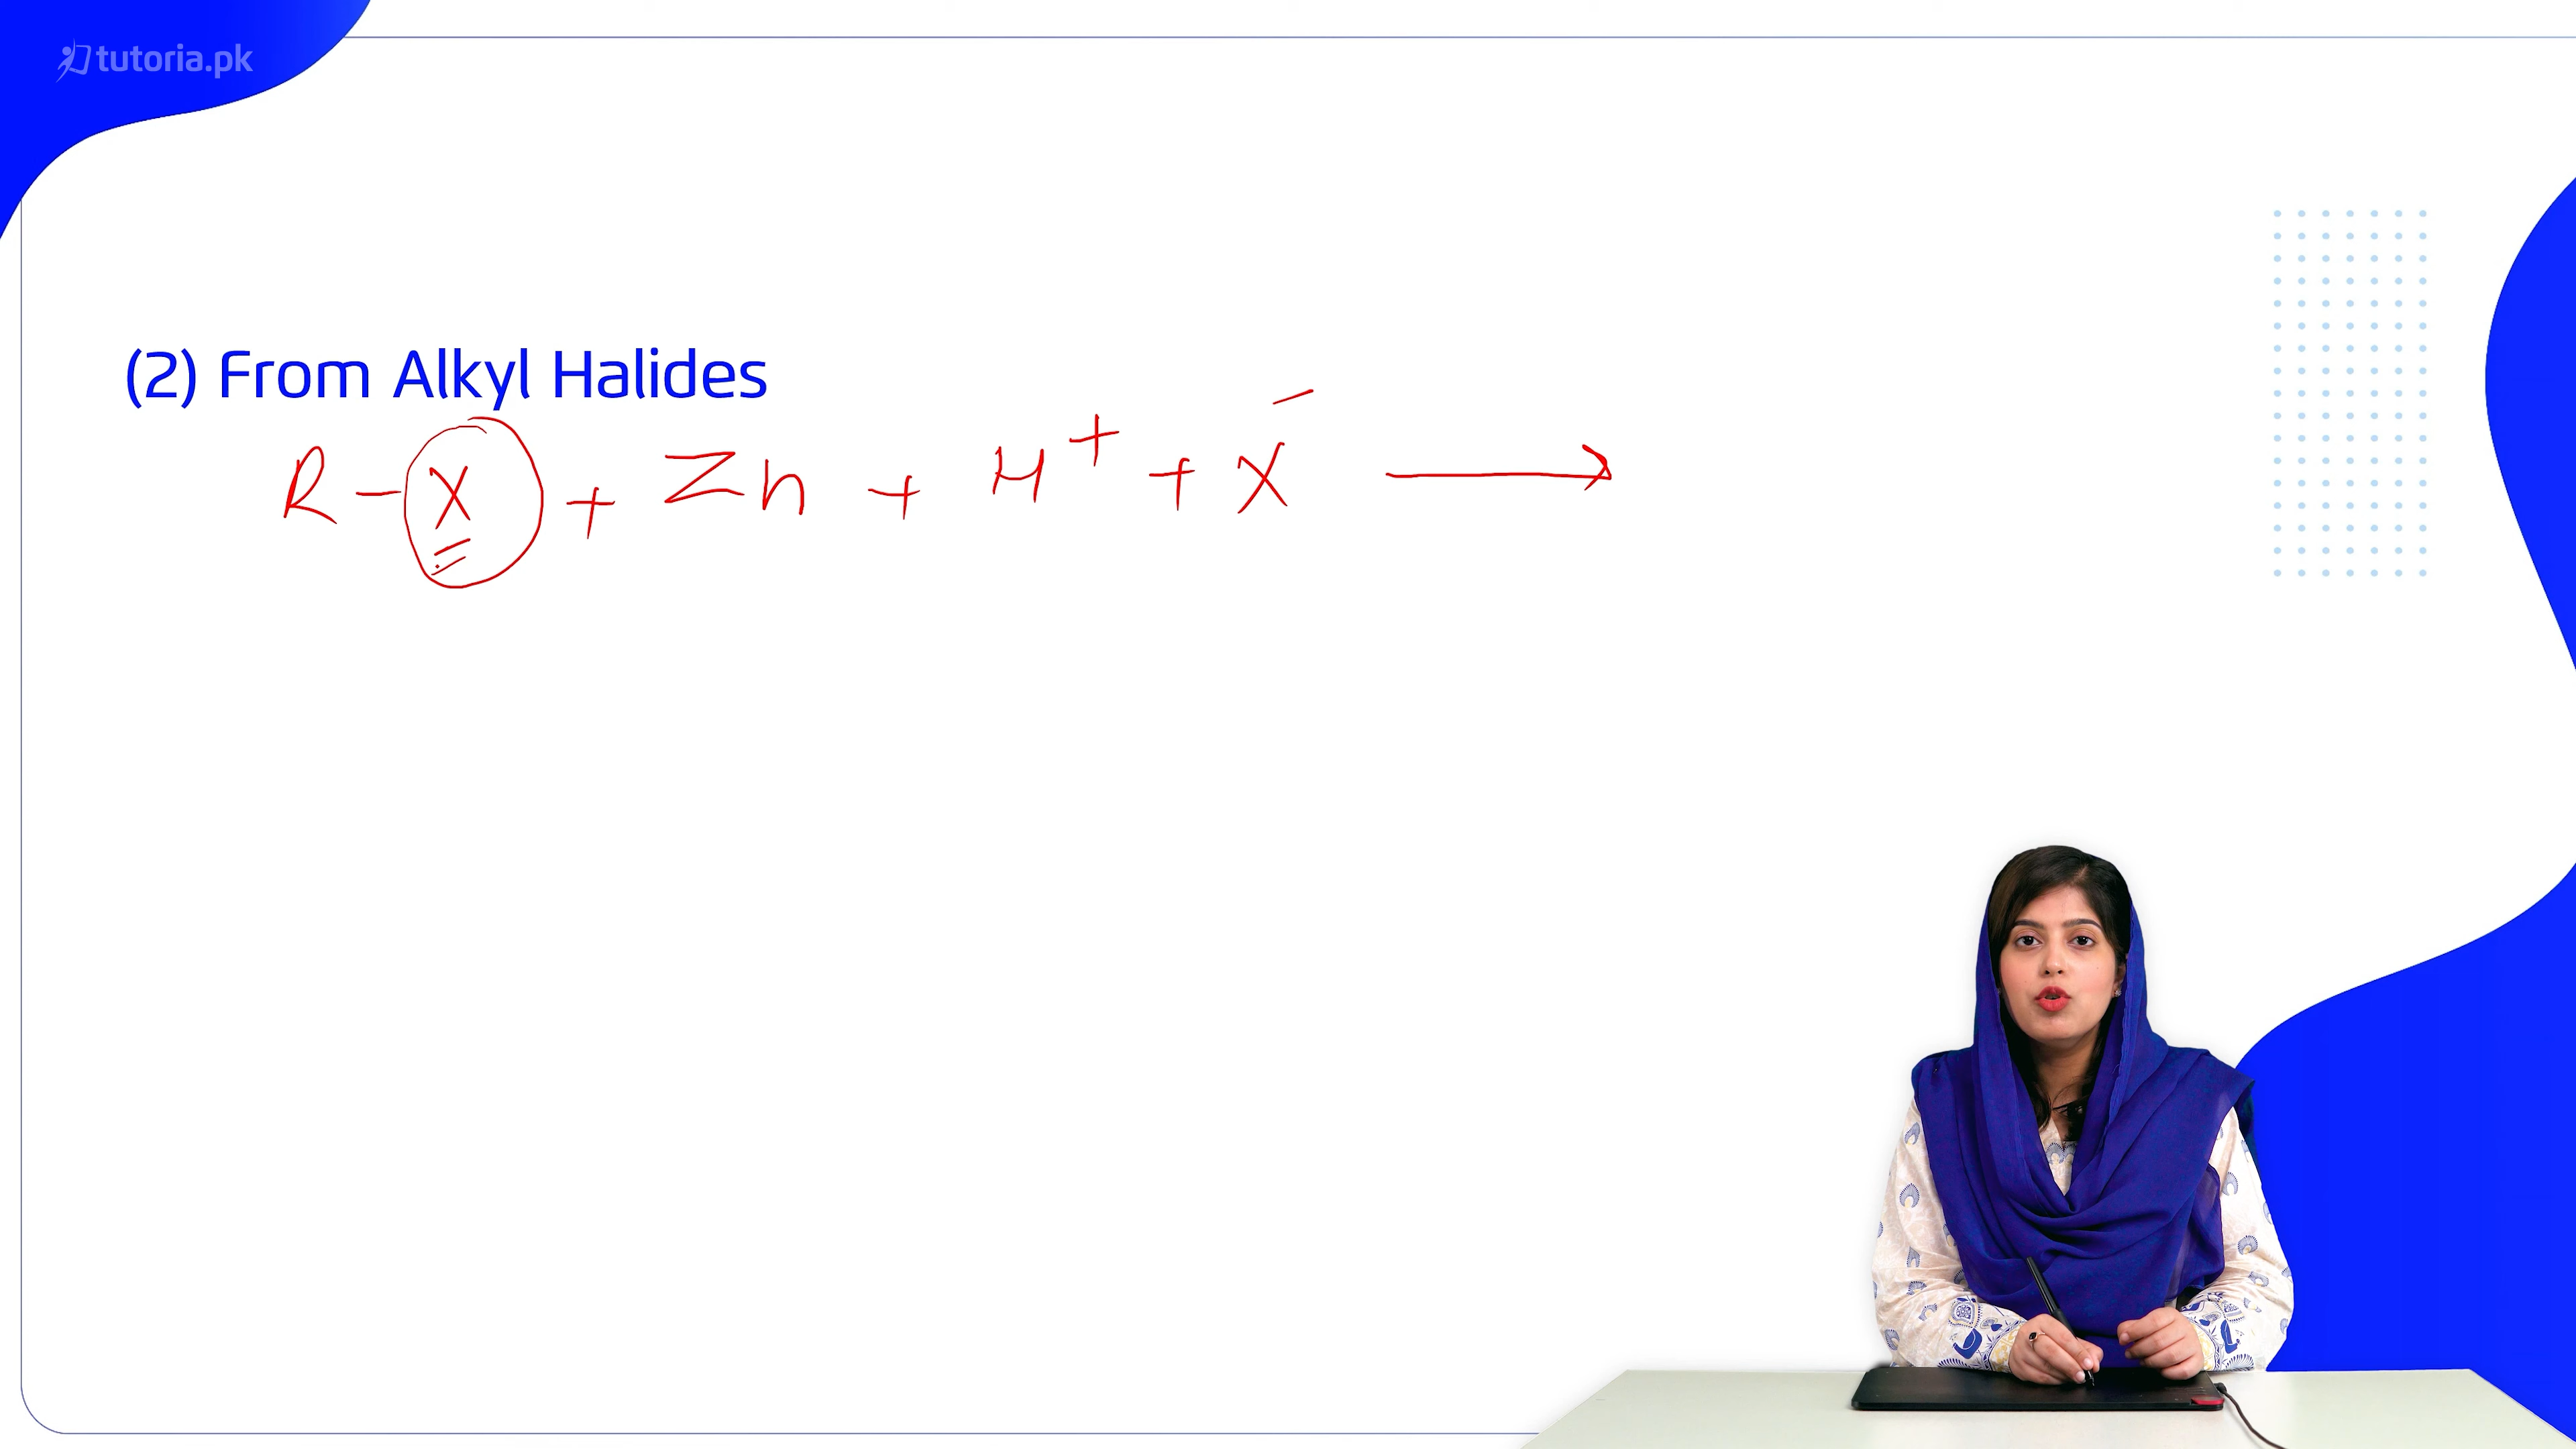 tutoria.pk
(2) From Alkyl Halides
R-X + Zn + H⁺ + X⁻ ⟶